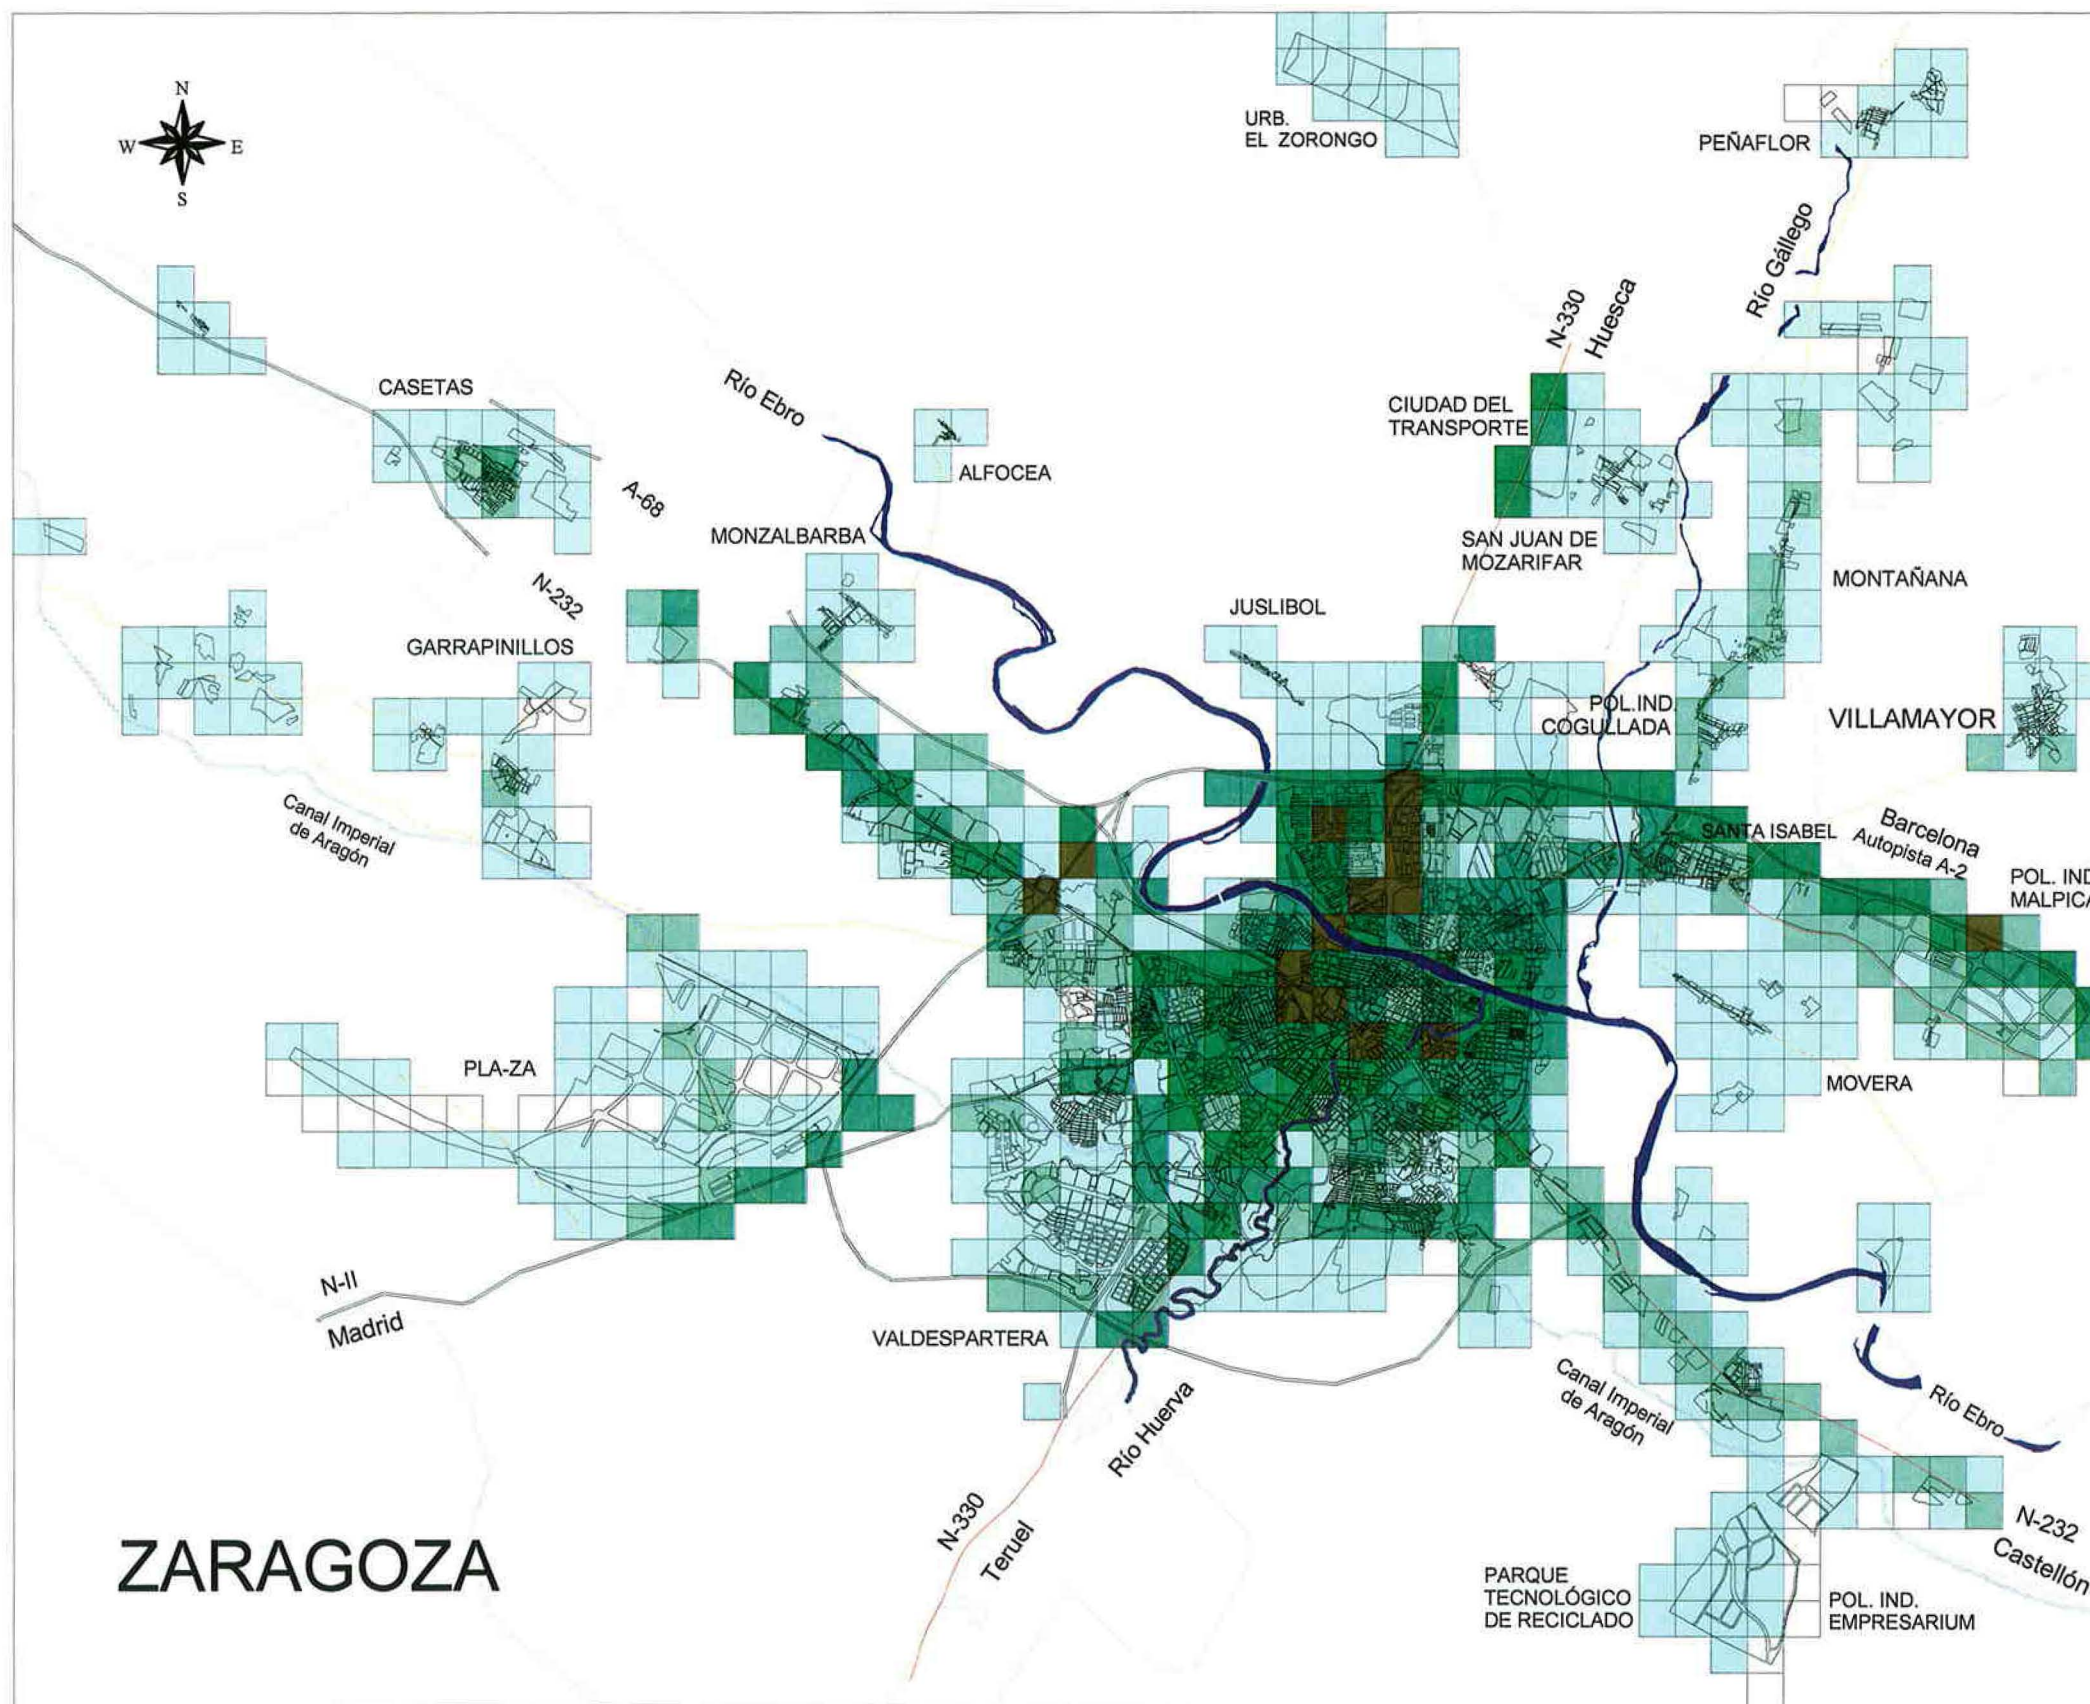 N
W
E
S
URB.
EL ZORONGO
PEÑAFLOR
Río Gállego
N-330
Huesca
CASETAS
Río Ebro
CIUDAD DEL
TRANSPORTE
ALFOCEA
A-68
MONZALBARBA
SAN JUAN DE
MOZARIFAR
MONTAÑANA
N-232
JUSLIBOL
GARRAPINILLOS
POL.IND.
COGULLADA
VILLAMAYOR
Canal Imperial
de Aragón
SANTA ISABEL
Barcelona
Autopista A-2
POL. IND
MALPICA
PLA-ZA
MOVERA
N-II
Madrid
VALDESPARTERA
Río Huerva
Canal Imperial
de Aragón
Río Ebro
N-330
Teruel
N-232
Castellón
ZARAGOZA
PARQUE
TECNOLÓGICO
DE RECICLADO
POL. IND.
EMPRESARIUM